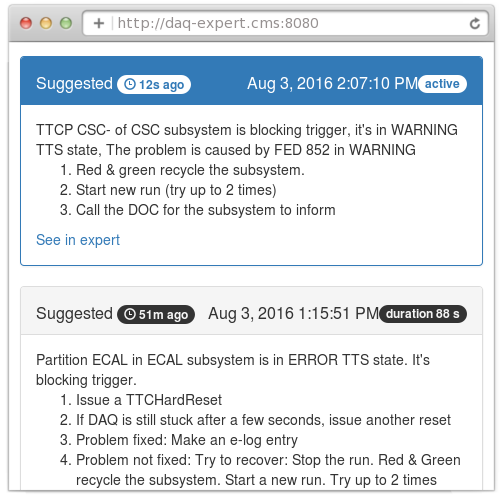 http://daq-expert.cms:8080
Suggested 12s ago Aug 3, 2016 2:07:10 PM active
TTCP CSC- of CSC subsystem is blocking trigger, it's in WARNING
TTS state, The problem is caused by FED 852 in WARNING
1. Red & green recycle the subsystem.
2. Start new run (try up to 2 times)
3. Call the DOC for the subsystem to inform
See in expert
Suggested 51m ago Aug 3, 2016 1:15:51 PM duration 88 s
Partition ECAL in ECAL subsystem is in ERROR TTS state. It's
blocking trigger.
1. Issue a TTCHardReset
2. If DAQ is still stuck after a few seconds, issue another reset
3. Problem fixed: Make an e-log entry
4. Problem not fixed: Try to recover: Stop the run. Red & Green
recycle the subsystem. Start a new run. Try up to 2 times